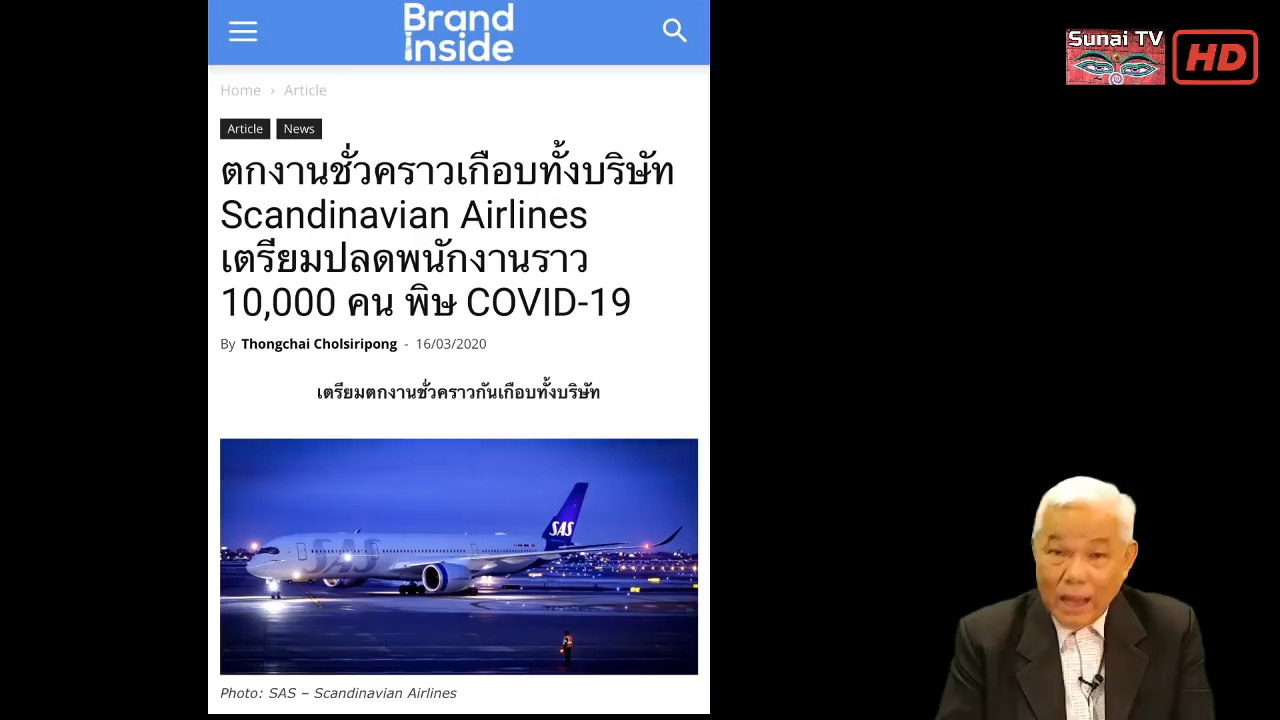 Brand
Inside
Sunai TV
HD
Home › Article
Article News
ตกงานชั่วคราวเกือบทั้งบริษัท
Scandinavian Airlines
เตรียมปลดพนักงานราว
10,000 คน พิษ COVID-19
By Thongchai Cholsiripong - 16/03/2020
เตรียมตกงานชั่วคราวกันเกือบทั้งบริษัท
SAS
SAS
Photo: SAS – Scandinavian Airlines